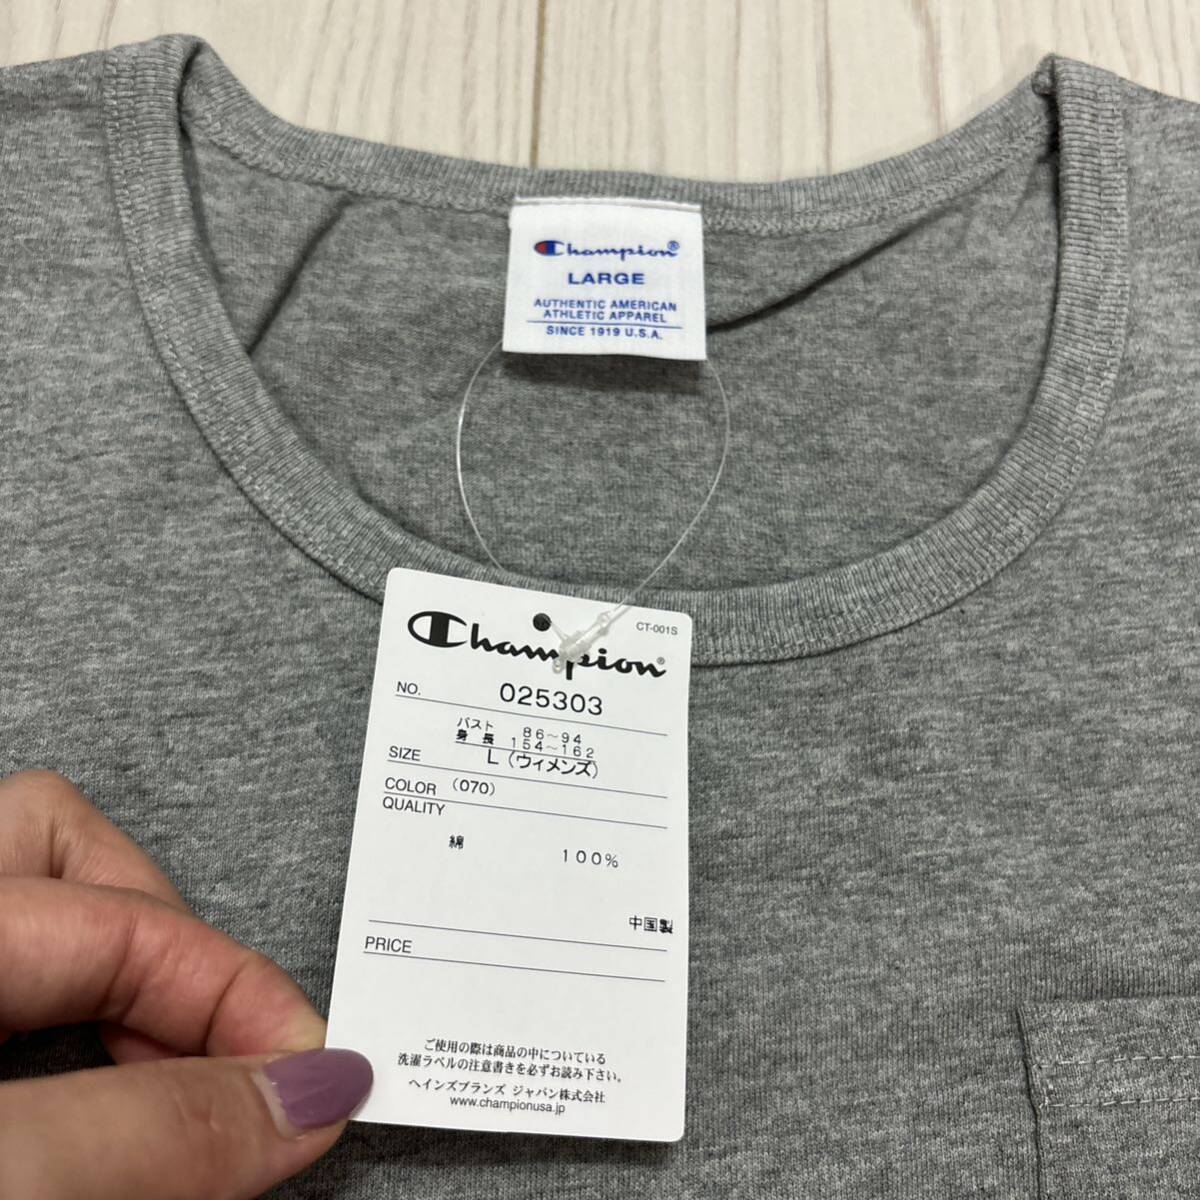 Champion®
LARGE
AUTHENTIC AMERICAN
ATHLETIC APPAREL
SINCE 1919 U.S.A.
CT-001S
Champion®
NO. 025303
バスト 86～94
身長 154～162
SIZE L（ウィメンズ）
COLOR (070)
QUALITY
綿 100%
中国製
PRICE
ご使用の際は商品の中についている
洗濯ラベルの注意書きを必ずお読み下さい。
ヘインズブランズ ジャパン株式会社
www.championusa.jp